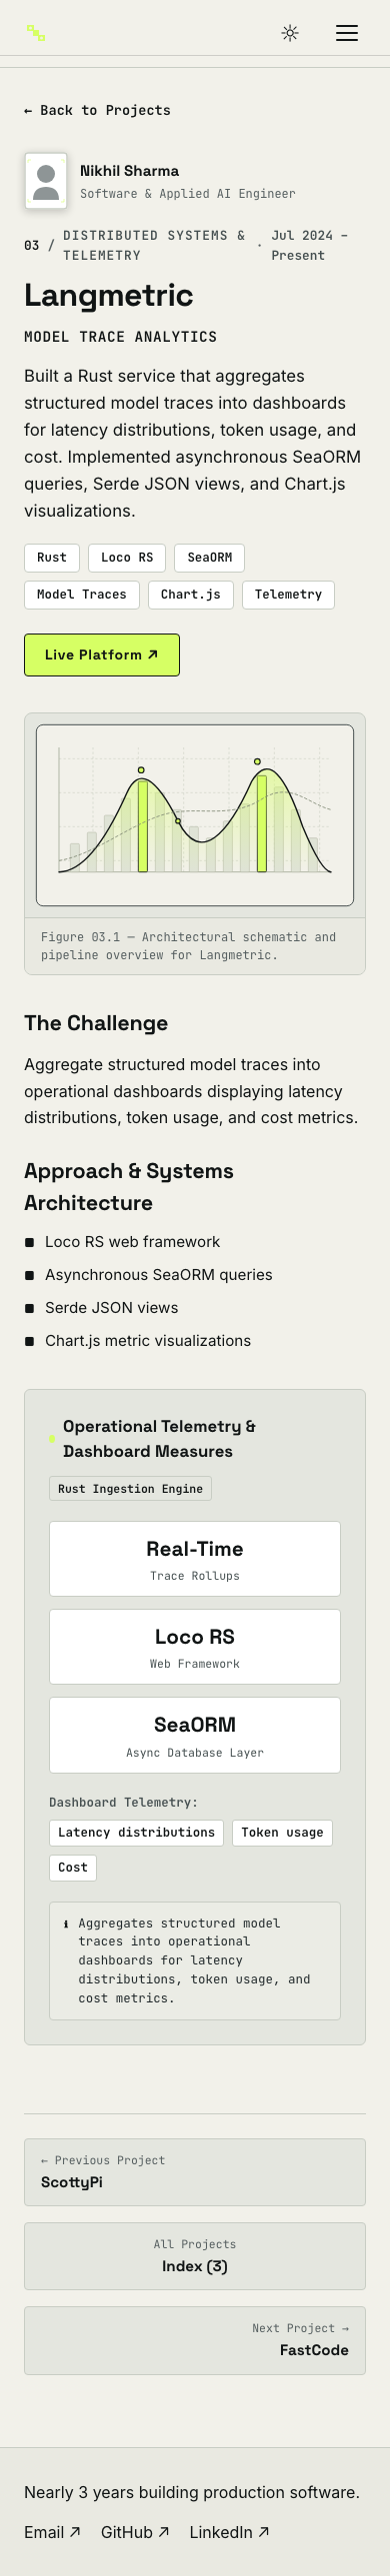 ← Back to Projects
Nikhil Sharma
Software & Applied AI Engineer
03 / DISTRIBUTED SYSTEMS & TELEMETRY · Jul 2024 – Present
Langmetric
MODEL TRACE ANALYTICS
Built a Rust service that aggregates
structured model traces into dashboards
for latency distributions, token usage, and
cost. Implemented asynchronous SeaORM
queries, Serde JSON views, and Chart.js
visualizations.
Rust Loco RS SeaORM
Model Traces Chart.js Telemetry
Live Platform ↗
Figure 03.1 — Architectural schematic and
pipeline overview for Langmetric.
The Challenge
Aggregate structured model traces into
operational dashboards displaying latency
distributions, token usage, and cost metrics.
Approach & Systems
Architecture
Loco RS web framework
Asynchronous SeaORM queries
Serde JSON views
Chart.js metric visualizations
Operational Telemetry &
Dashboard Measures
Rust Ingestion Engine
Real-Time
Trace Rollups
Loco RS
Web Framework
SeaORM
Async Database Layer
Dashboard Telemetry:
Latency distributions Token usage
Cost
ℹ Aggregates structured model
traces into operational
dashboards for latency
distributions, token usage, and
cost metrics.
← Previous Project
ScottyPi
All Projects
Index (3)
Next Project →
FastCode
Nearly 3 years building production software.
Email ↗ GitHub ↗ LinkedIn ↗